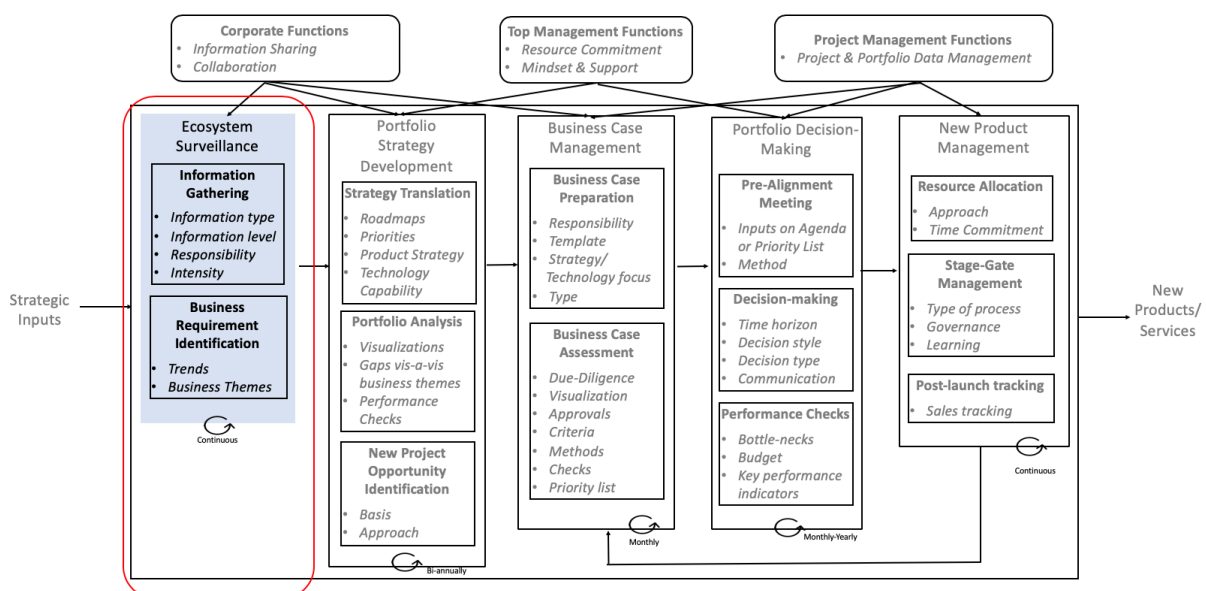 Corporate Functions
• Information Sharing
• Collaboration
Top Management Functions
• Resource Commitment
• Mindset & Support
Project Management Functions
• Project & Portfolio Data Management
Strategic
Inputs
Ecosystem
Surveillance
Information
Gathering
• Information type
• Information level
• Responsibility
• Intensity
Business
Requirement
Identification
• Trends
• Business Themes
Continuous
Portfolio
Strategy
Development
Strategy Translation
• Roadmaps
• Priorities
• Product Strategy
• Technology
Capability
Portfolio Analysis
• Visualizations
• Gaps vis-a-vis
business themes
• Performance
Checks
New Project
Opportunity
Identification
• Basis
• Approach
Bi-annually
Business Case
Management
Business Case
Preparation
• Responsibility
• Template
• Strategy/
Technology focus
• Type
Business Case
Assessment
• Due-Diligence
• Visualization
• Approvals
• Criteria
• Methods
• Checks
• Priority list
Monthly
Portfolio Decision-
Making
Pre-Alignment
Meeting
• Inputs on Agenda
or Priority List
• Method
Decision-making
• Time horizon
• Decision style
• Decision type
• Communication
Performance Checks
• Bottle-necks
• Budget
• Key performance
indicators
Monthly-Yearly
New Product
Management
Resource Allocation
• Approach
• Time Commitment
Stage-Gate
Management
• Type of process
• Governance
• Learning
Post-launch tracking
• Sales tracking
Continuous
New
Products/
Services